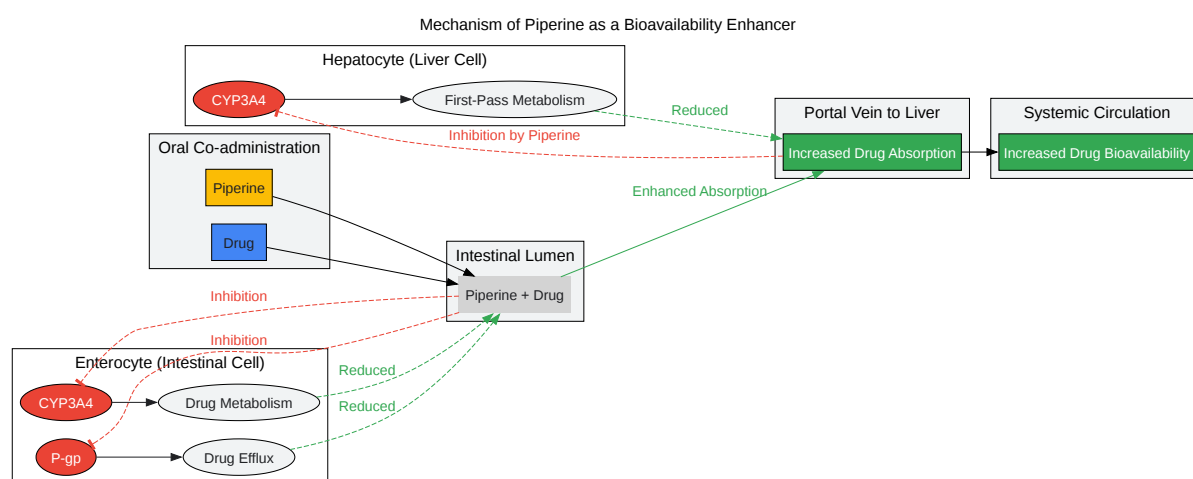 Mechanism of Piperine as a Bioavailability Enhancer
Hepatocyte (Liver Cell)
CYP3A4
First-Pass Metabolism
Reduced
Inhibition by Piperine
Portal Vein to Liver
Increased Drug Absorption
Systemic Circulation
Increased Drug Bioavailability
Oral Co-administration
Piperine
Drug
Enhanced Absorption
Intestinal Lumen
Piperine + Drug
Inhibition
Inhibition
Enterocyte (Intestinal Cell)
Reduced
CYP3A4
Drug Metabolism
Reduced
P-gp
Drug Efflux